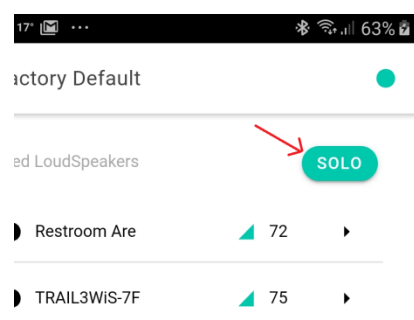 17° 63%
actory Default
ed LoudSpeakers SOLO
Restroom Are 72
TRAIL3WiS-7F 75